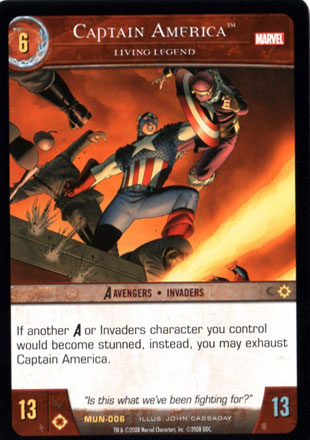 6
CAPTAIN AMERICA™
MARVEL
LIVING LEGEND
AVENGERS • INVADERS
If another A or Invaders character you control
would become stunned, instead, you may exhaust
Captain America.
"Is this what we've been fighting for?"
13
MUN-006
ILLUS: JOHN CASSADAY
13
TM & ©2008 Marvel Characters, Inc. ©2008 UDC.